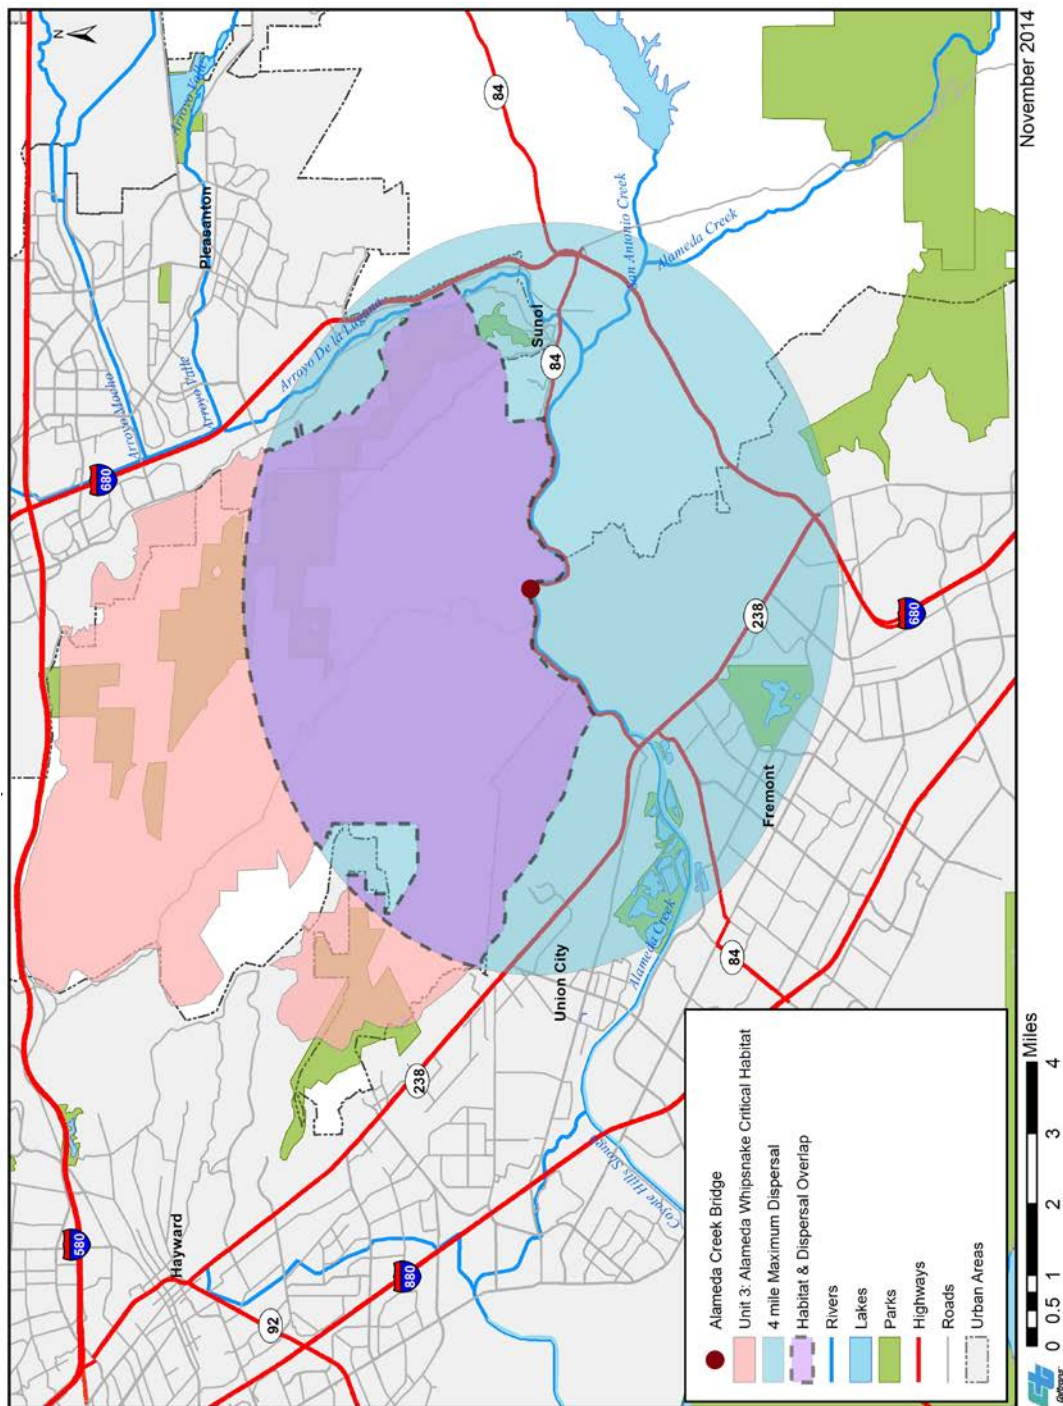 N
Arroyo Valle
Pleasanton
84
Arroyo Mocho
Arroyo Valle
680
Arroyo De la Laguna
San Antonio Creek
Alameda Creek
Sunol
84
238
680
Fremont
Union City
Alameda Creek
84
238
Coyote Hills Slough
Hayward
580
880
92
Alameda Creek Bridge
Unit 3: Alameda Whipsnake Critical Habitat
4 mile Maximum Dispersal
Habitat & Dispersal Overlap
Rivers
Lakes
Parks
Highways
Roads
Urban Areas
0 0.5 1 2 3 4
Miles
November 2014